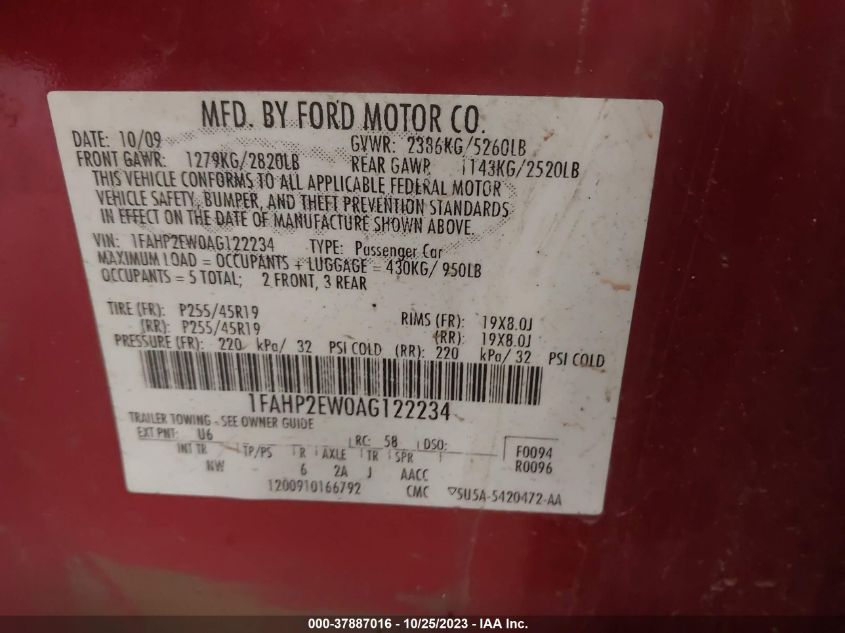 MFD. BY FORD MOTOR CO.
DATE: 10/09 GVWR: 2386KG/5260LB
FRONT GAWR: 1279KG/2820LB REAR GAWR 1143KG/2520LB
THIS VEHICLE CONFORMS TO ALL APPLICABLE FEDERAL MOTOR
VEHICLE SAFETY, BUMPER, AND THEFT PREVENTION STANDARDS
IN EFFECT ON THE DATE OF MANUFACTURE SHOWN ABOVE.
VIN: 1FAHP2EW0AG122234 TYPE: Passenger Car
MAXIMUM LOAD = OCCUPANTS + LUGGAGE = 430KG/ 950LB
OCCUPANTS = 5 TOTAL; 2 FRONT, 3 REAR
TIRE (FR): P255/45R19 RIMS (FR): 19X8.0J
(RR): P255/45R19 (RR): 19X8.0J
PRESSURE (FR): 220 kPa/ 32 PSI COLD (RR): 220 kPa/ 32 PSI COLD
1FAHP2EW0AG122234
TRAILER TOWING - SEE OWNER GUIDE
EXT PNT: U6 RC: 58 DSO: F0094
INT TR TP/PS R AXLE TR SPR R0096
NW 6 2A J AACC
1200910166792 CMC ▽5U5A-5420472-AA
000-37887016 - 10/25/2023 - USA - IAA Inc.